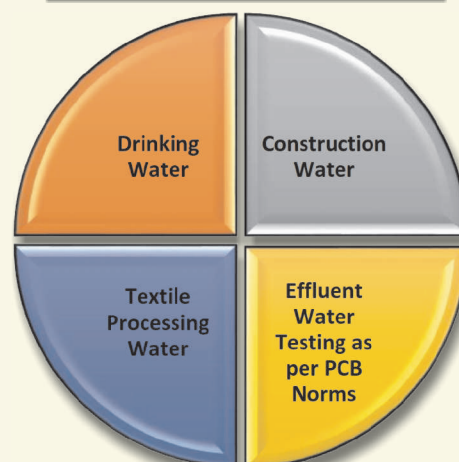 Drinking
Water
Construction
Water
Textile
Processing
Water
Effluent
Water
Testing as
per PCB
Norms